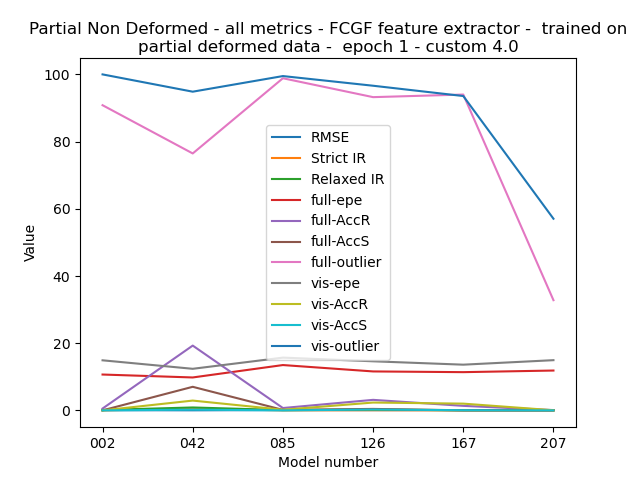 Partial Non Deformed - all metrics - FCGF feature extractor -  trained on
partial deformed data -  epoch 1 - custom 4.0
100
80
60
40
20
0
Value
RMSE
Strict IR
Relaxed IR
full-epe
full-AccR
full-AccS
full-outlier
vis-epe
vis-AccR
vis-AccS
vis-outlier
002 042 085 126 167 207
Model number